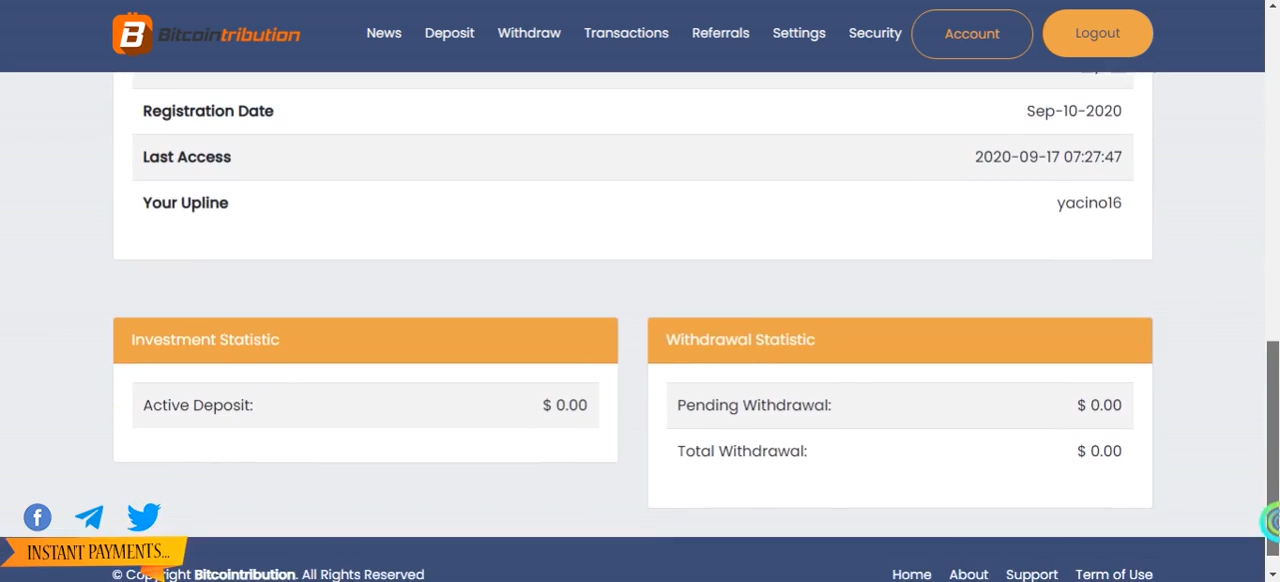 Bitcointribution News Deposit Withdraw Transactions Referrals Settings Security Account Logout
Registration Date Sep-10-2020
Last Access 2020-09-17 07:27:47
Your Upline yacino16
Investment Statistic Withdrawal Statistic
Active Deposit: $ 0.00 Pending Withdrawal: $ 0.00
Total Withdrawal: $ 0.00
INSTANT PAYMENTS...
© Copyright Bitcointribution. All Rights Reserved Home About Support Term of Use